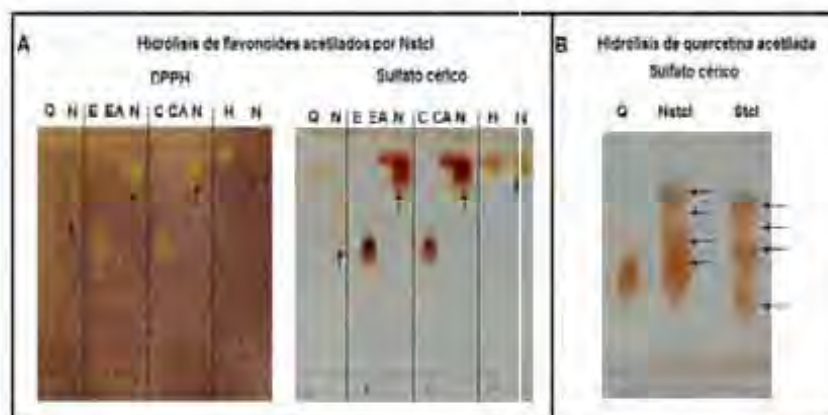 A
Hidrólisis de flavonoides acetilados por Nstcl
DPPH
Q N E EA N C CA N H N
Sulfato cérico
Q N E EA N C CA N H N
B
Hidrólisis de quercetina acetilada
Sulfato cérico
Q Nstcl Stcl